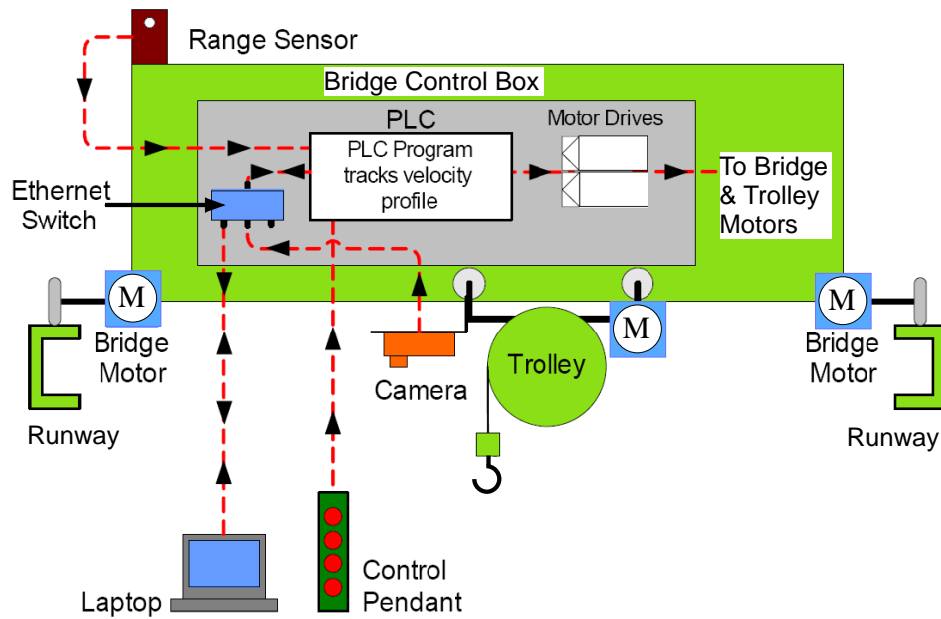 Range Sensor
Bridge Control Box
PLC
Motor Drives
PLC Program
tracks velocity
profile
To Bridge
& Trolley
Motors
Ethernet
Switch
M
M
M
Bridge
Motor
Camera
Trolley
Bridge
Motor
Runway
Runway
Laptop
Control
Pendant